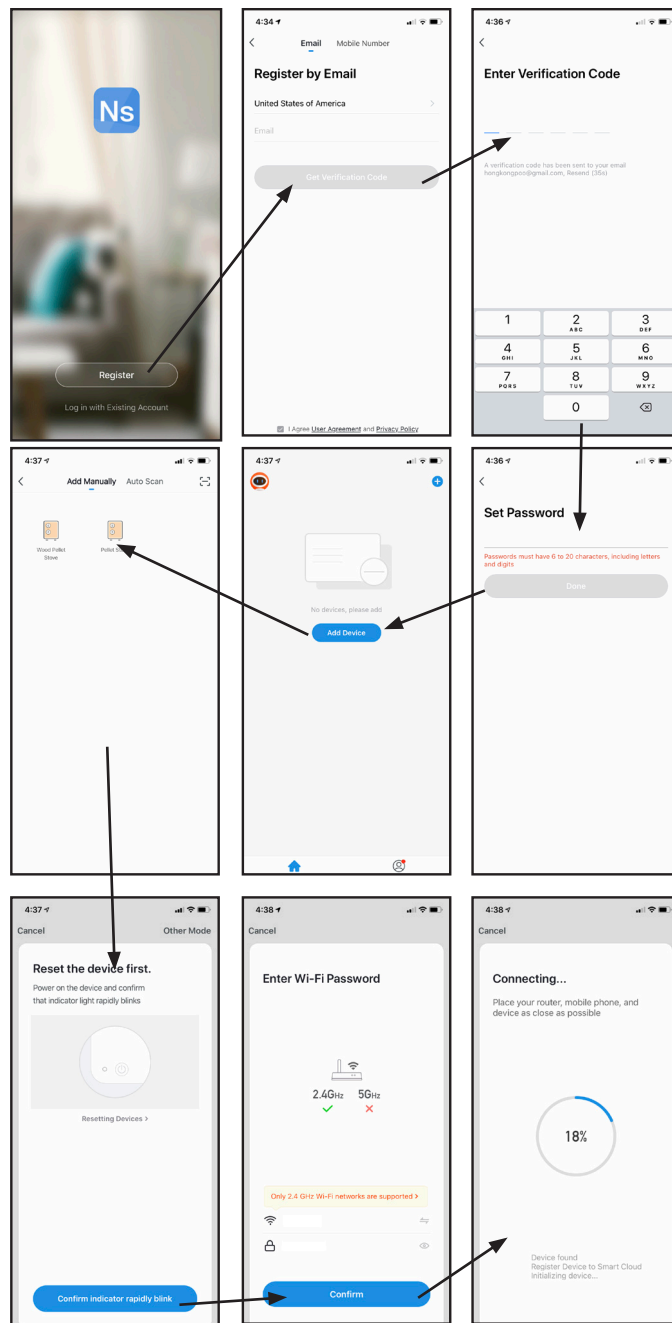 Ns
Register
Log in with Existing Account
4:34
Email Mobile Number
Register by Email
United States of America
Email
Get Verification Code
I Agree User Agreement and Privacy Policy
4:36
Enter Verification Code
A verification code has been sent to your email
hongkongpoo@gmail.com, Resend (35s)
1 2 3
ABC DEF
4 5 6
GHI JKL MNO
7 8 9
PQRS TUV WXYZ
0
4:37
Add Manually Auto Scan
Wood Pellet
Stove
Pellet
4:37
No devices, please add
Add Device
4:36
Set Password
Passwords must have 6 to 20 characters, including letters
and digits
Done
4:37
Cancel Other Mode
Reset the device first.
Power on the device and confirm
that indicator light rapidly blinks
Resetting Devices >
Confirm indicator rapidly blink
4:38
Cancel
Enter Wi-Fi Password
2.4GHz 5GHz
Only 2.4 GHz Wi-Fi networks are supported >
Confirm
4:38
Cancel
Connecting...
Place your router, mobile phone, and
device as close as possible
18%
Device found
Register Device to Smart Cloud
Initializing device...